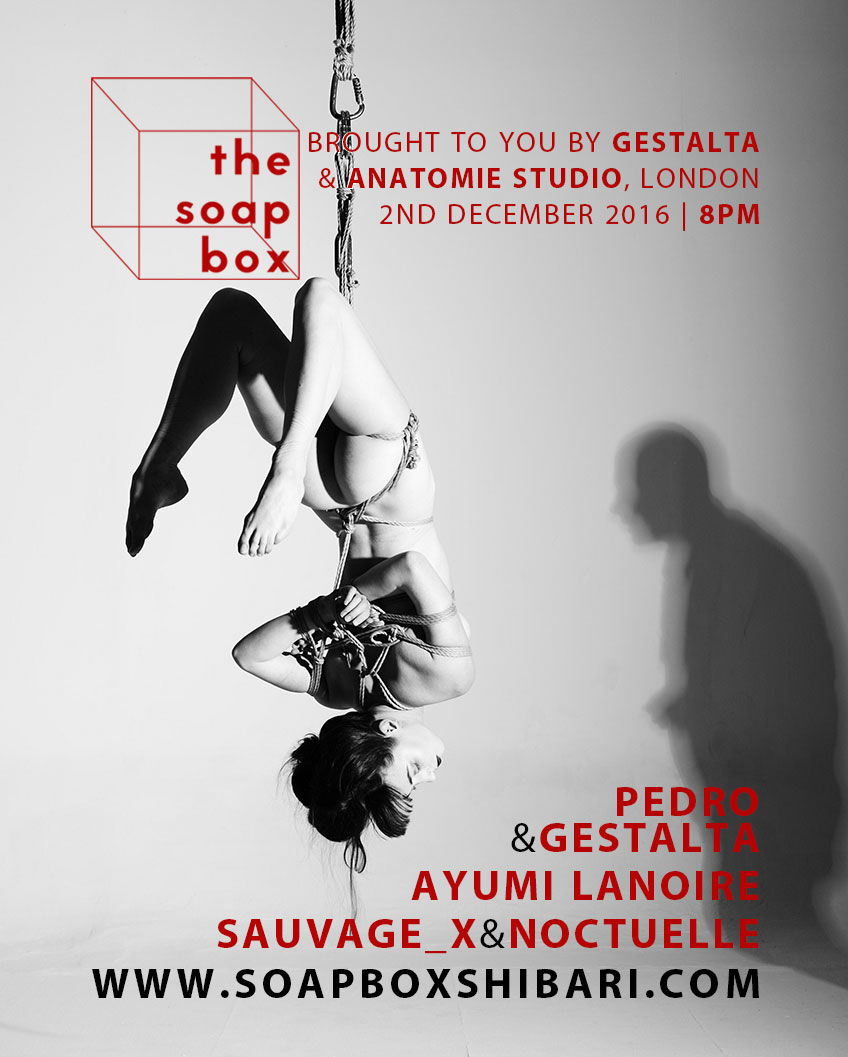 the
soap
box
BROUGHT TO YOU BY GESTALTA
& ANATOMIE STUDIO, LONDON
2ND DECEMBER 2016 | 8PM
PEDRO
&GESTALTA
AYUMI LANOIRE
SAUVAGE_X&NOCTUELLE
WWW.SOAPBOXSHIBARI.COM